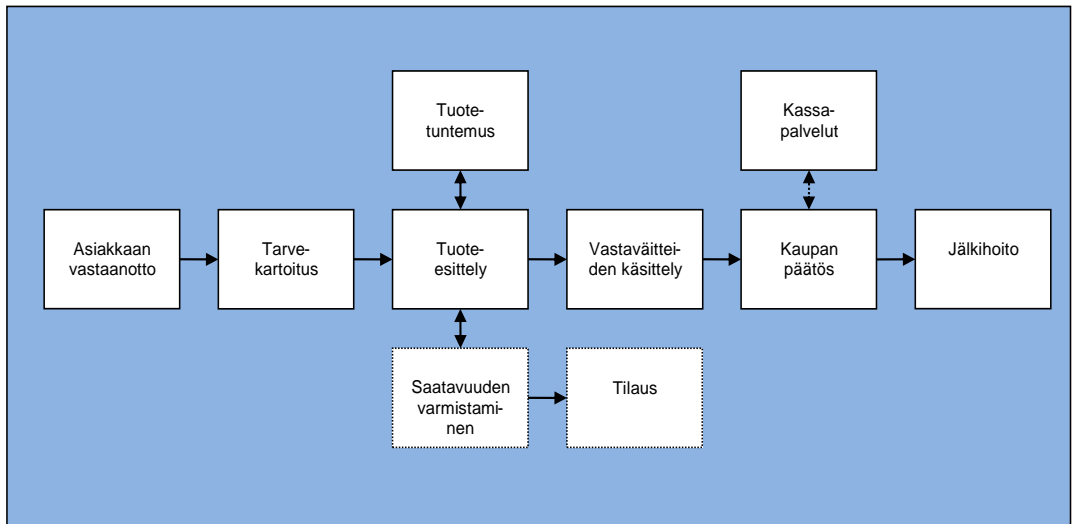 Tuote-
tuntemus
Kassa-
palvelut
Asiakkaan
vastaanotto
Tarve-
kartoitus
Tuote-
esittely
Vastaväittei-
den käsittely
Kaupan
päätös
Jälkihoito
Saatavuuden
varmistami-
nen
Tilaus